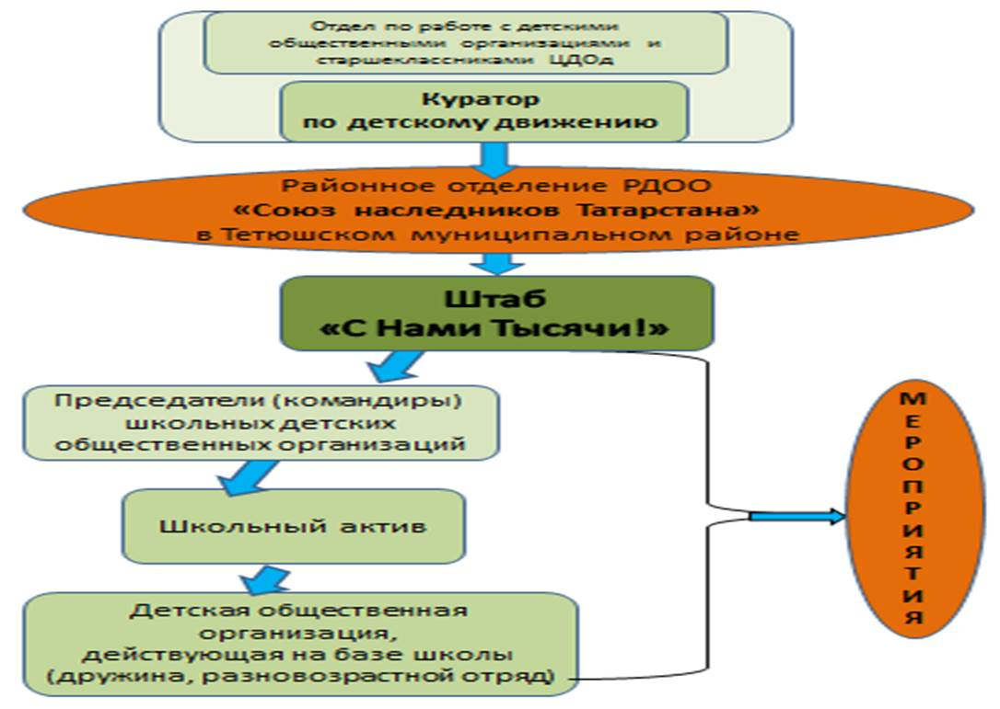 Отдел по работе с детскими
общественными организациями и
старшеклассниками ЦДОд
Куратор
по детскому движению
Районное отделение РДОО
«Союз наследников Татарстана»
в Тетюшском муниципальном районе
Штаб
«С Нами Тысячи!»
Председатели (командиры)
школьных детских
общественных организаций
Школьный актив
Детская общественная
организация,
действующая на базе школы
(дружина, разновозрастной отряд)
МЕРОПРИЯТИЯ